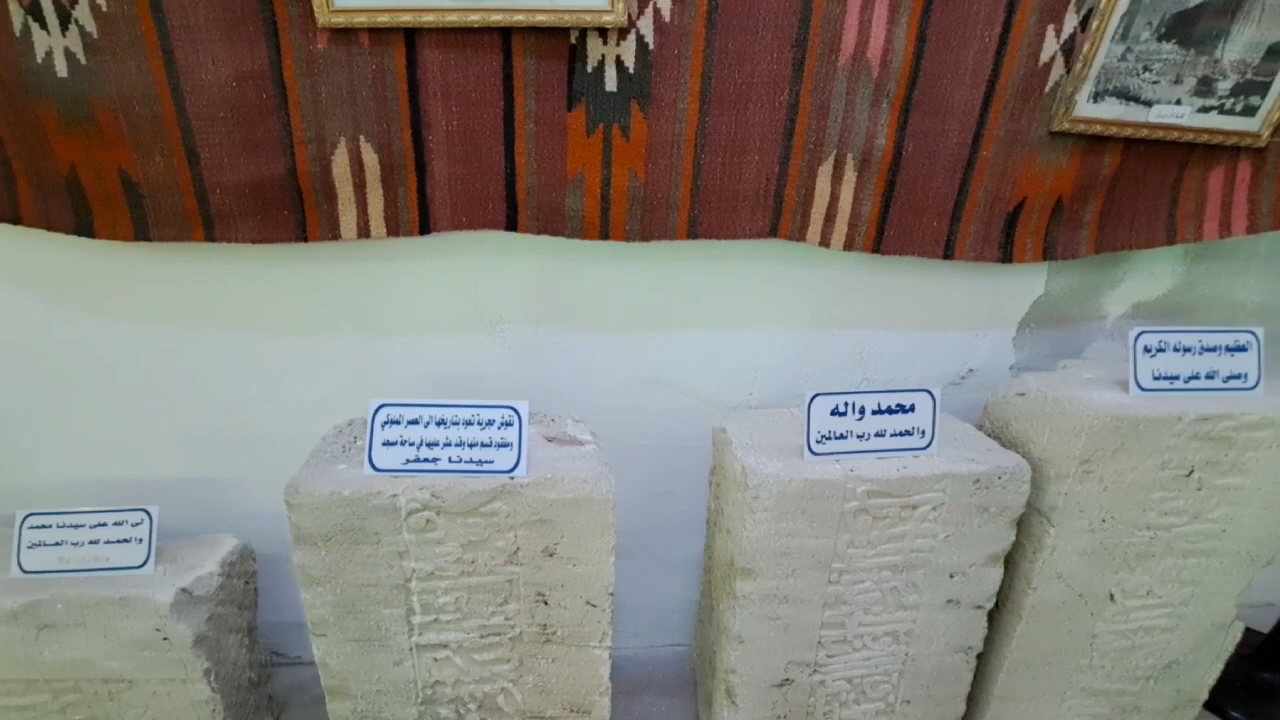 العظيم وصدق رسوله الكريم
وصلى الله على سيدنا
محمد واله
والحمد لله رب العالمين
نقوش حجرية تعود بتاريخها الى العصر المملوكي
ومفقود قسم منها وقد عثر عليها في ساحة مسجد
سيدنا جعفر
لى الله على سيدنا محمد
والحمد لله رب العالمين